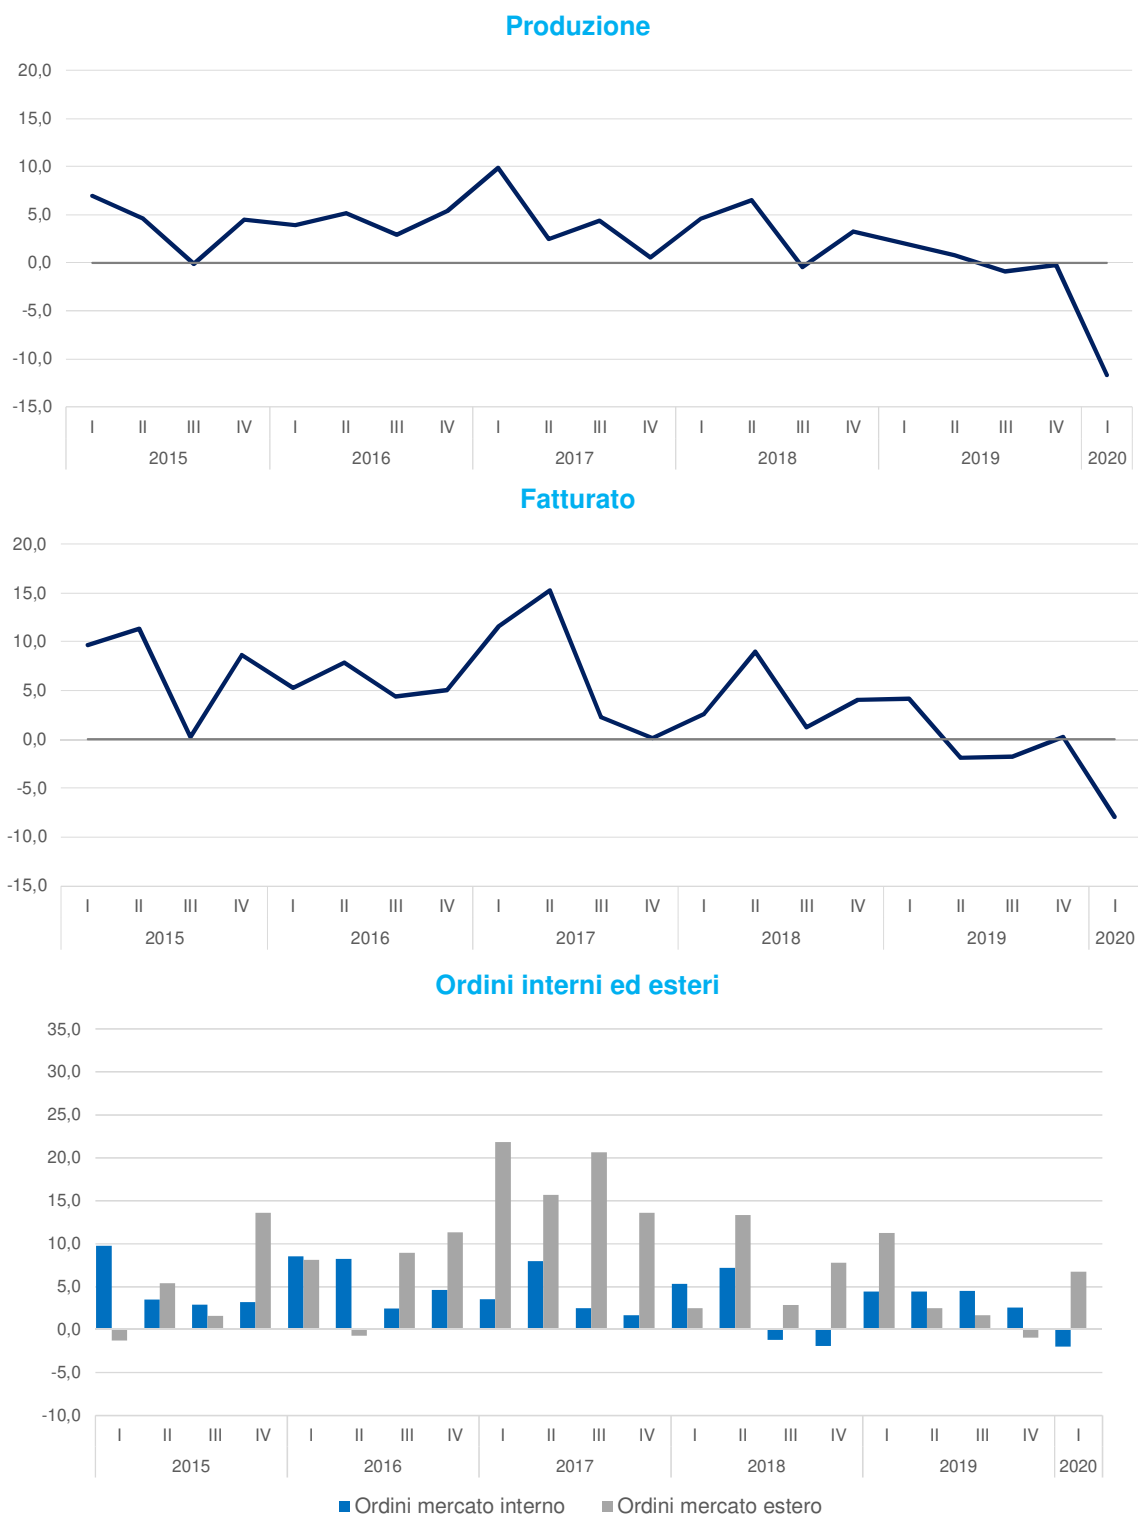 Produzione
20,0
15,0
10,0
5,0
0,0
-5,0
-10,0
-15,0
I II III IV I II III IV I II III IV I II III IV I II III IV I
2015 2016 2017 2018 2019 2020
Fatturato
20,0
15,0
10,0
5,0
0,0
-5,0
-10,0
-15,0
I II III IV I II III IV I II III IV I II III IV I II III IV I
2015 2016 2017 2018 2019 2020
Ordini interni ed esteri
35,0
30,0
25,0
20,0
15,0
10,0
5,0
0,0
-5,0
-10,0
I II III IV I II III IV I II III IV I II III IV I II III IV I
2015 2016 2017 2018 2019 2020
Ordini mercato interno Ordini mercato estero